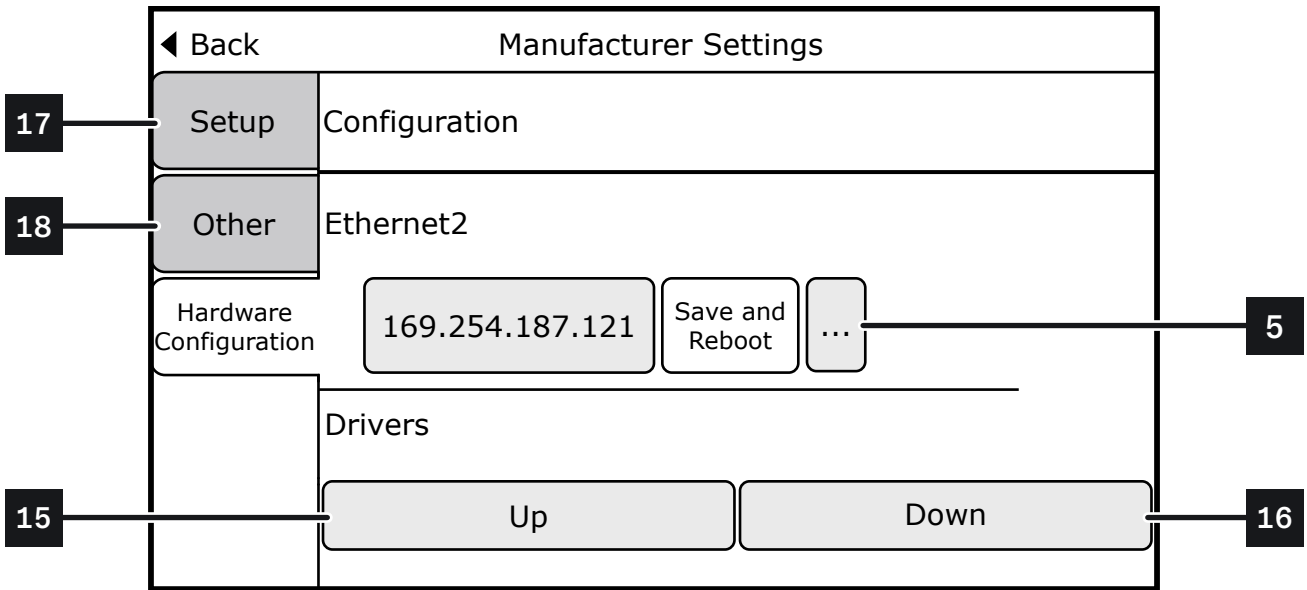 ◀ Back
Manufacturer Settings
17
Setup
Configuration
18
Other
Ethernet2
Hardware
Configuration
169.254.187.121
Save and
Reboot
...
5
Drivers
15
Up
Down
16